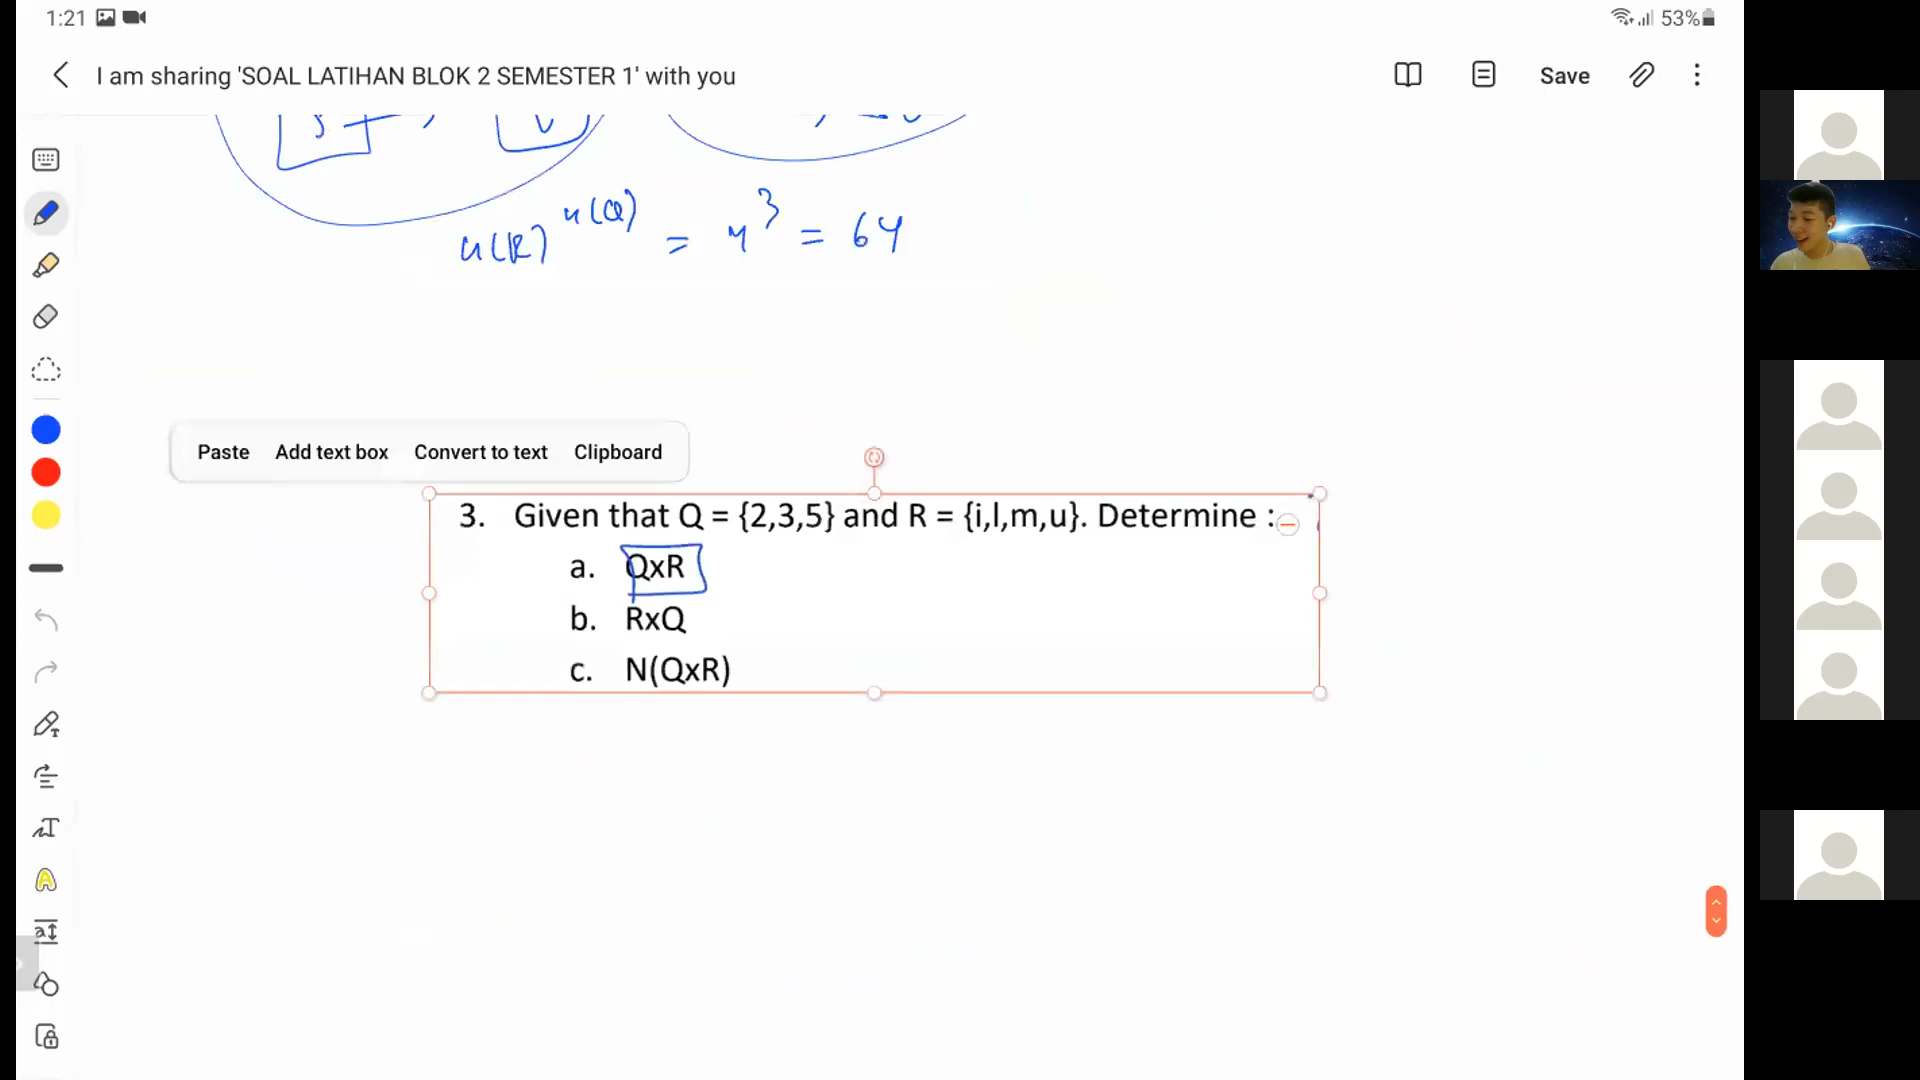 1:21 53%
I am sharing 'SOAL LATIHAN BLOK 2 SEMESTER 1' with you Save
n(R)^n(Q) = 4^3 = 64
Paste Add text box Convert to text Clipboard
3. Given that Q = {2,3,5} and R = {i,l,m,u}. Determine :
a. QxR
b. RxQ
c. N(QxR)